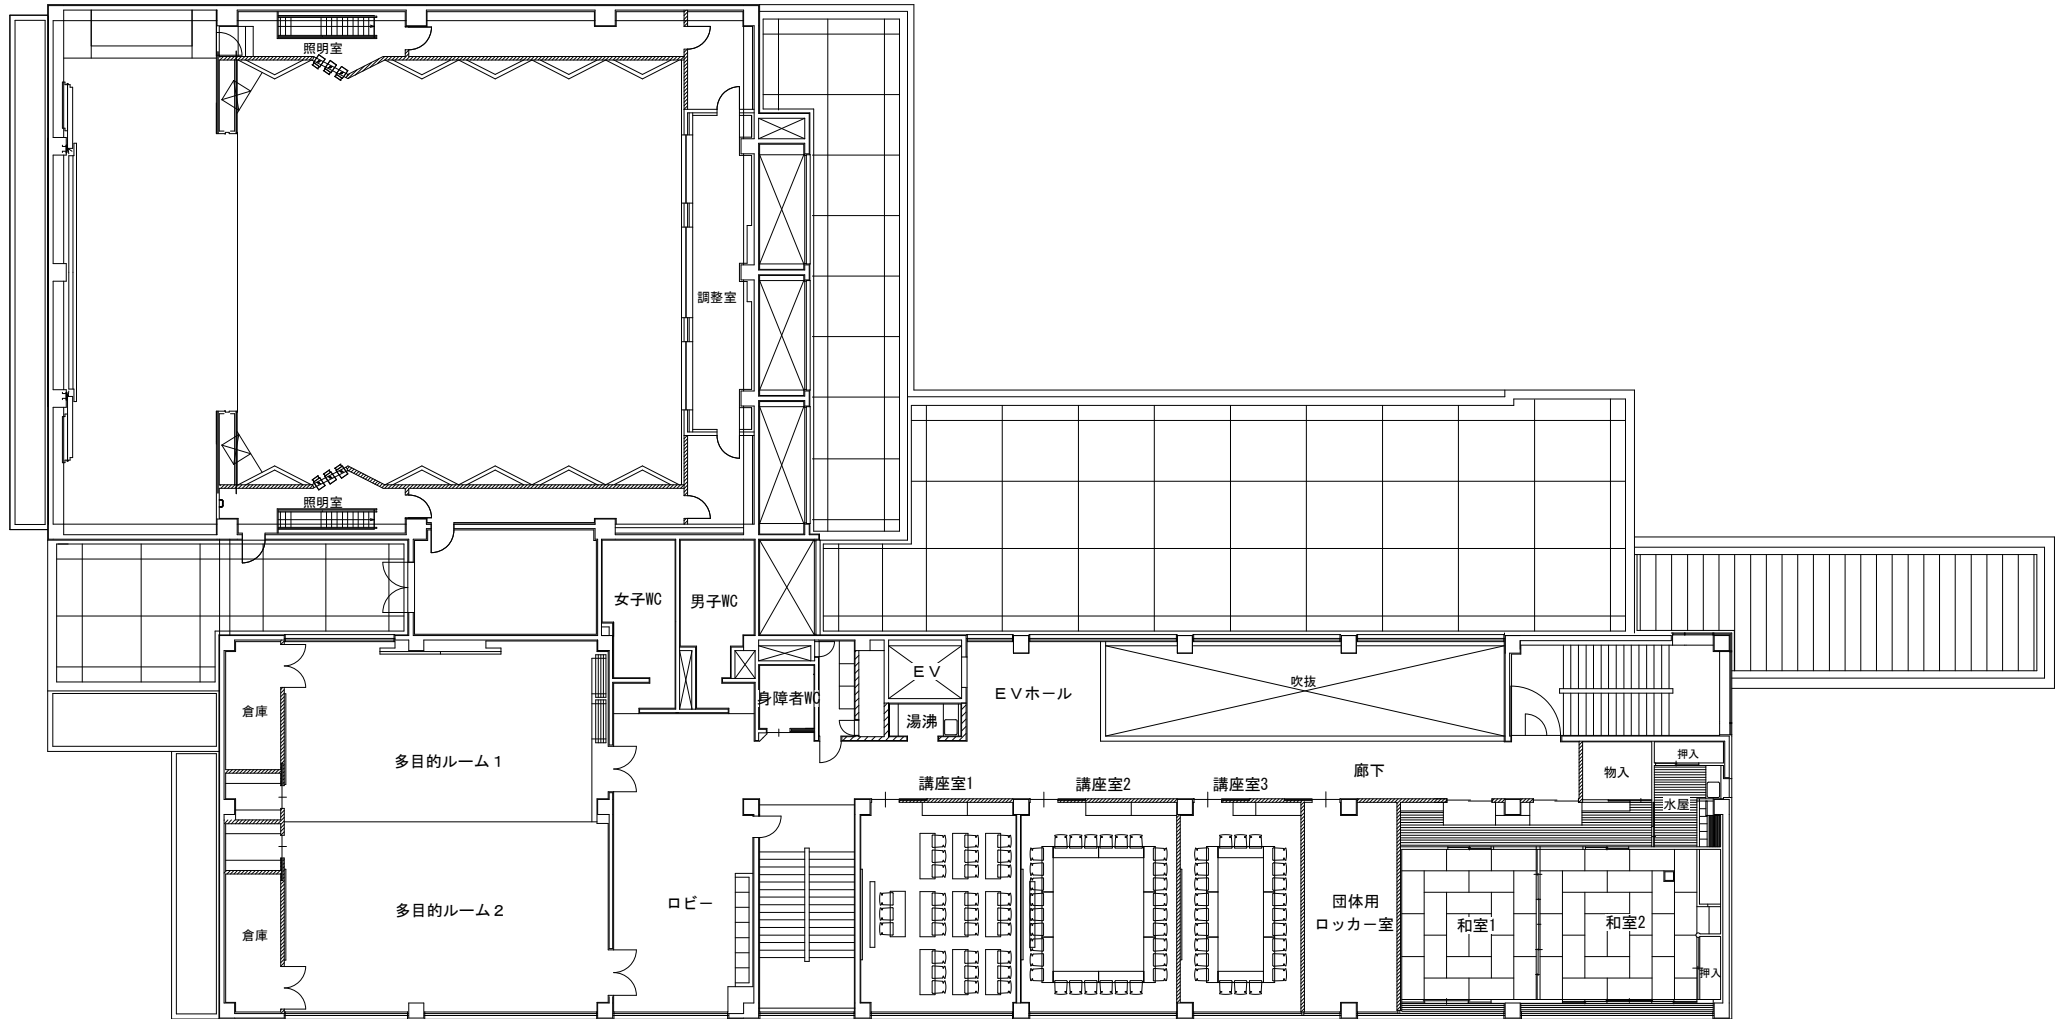 照明室
調整室
照明室
女子WC
男子WC
倉庫
多目的ルーム1
身障者WC
EV
湯沸
EVホール
吹抜
講座室1
講座室2
講座室3
廊下
物入
押入
水屋
倉庫
多目的ルーム2
ロビー
団体用
ロッカー室
和室1
和室2
押入